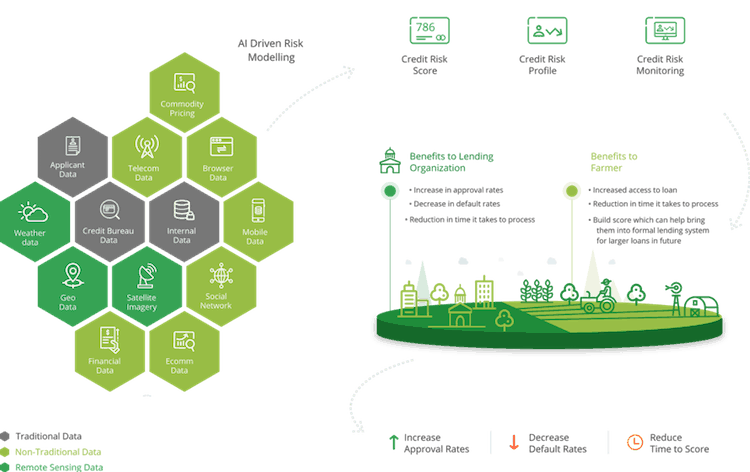 AI Driven Risk
Modelling
Commodity
Pricing
Applicant
Data
Telecom
Data
Browser
Data
Weather
data
Credit Bureau
Data
Internal
Data
Mobile
Data
Geo
Data
Satellite
Imagery
Social
Network
Financial
Data
Ecomm
Data
Traditional Data
Non-Traditional Data
Remote Sensing Data
786
Credit Risk
Score
Credit Risk
Profile
Credit Risk
Monitoring
Benefits to Lending
Organization
• Increase in approval rates
• Decrease in default rates
• Reduction in time it takes to process
Benefits to
Farmer
• Increased access to loan
• Reduction in time it takes to process
• Build score which can help bring
them into formal lending system
for larger loans in future
Increase
Approval Rates
Decrease
Default Rates
Reduce
Time to Score